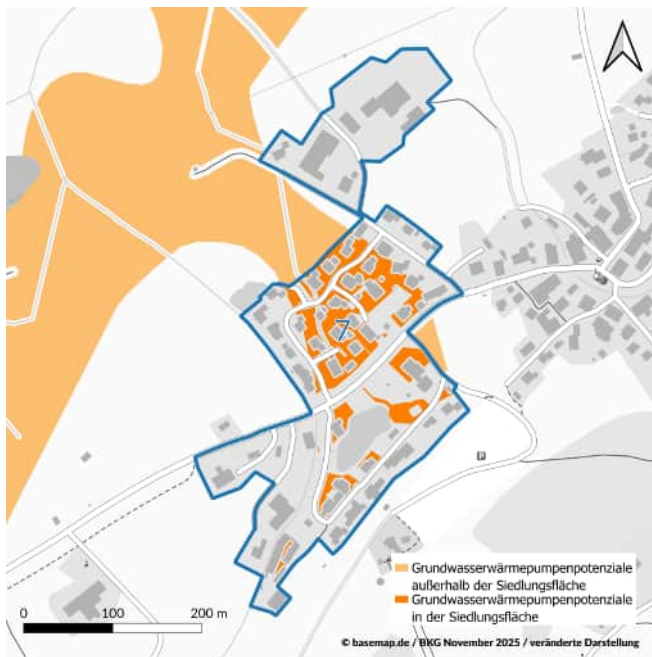 7
P
Grundwasserwärmepumpenpotenziale
außerhalb der Siedlungsfläche
Grundwasserwärmepumpenpotenziale
in der Siedlungsfläche
0 100 200 m
© basemap.de / BKG November 2025 / veränderte Darstellung